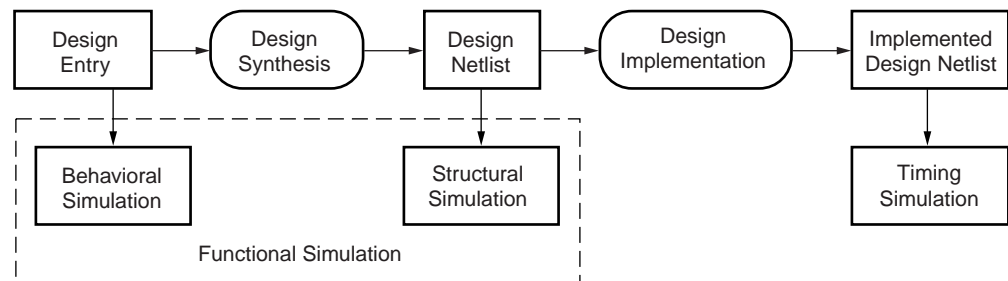 Design
Entry
Design
Synthesis
Design
Netlist
Design
Implementation
Implemented
Design Netlist
Behavioral
Simulation
Structural
Simulation
Timing
Simulation
Functional Simulation